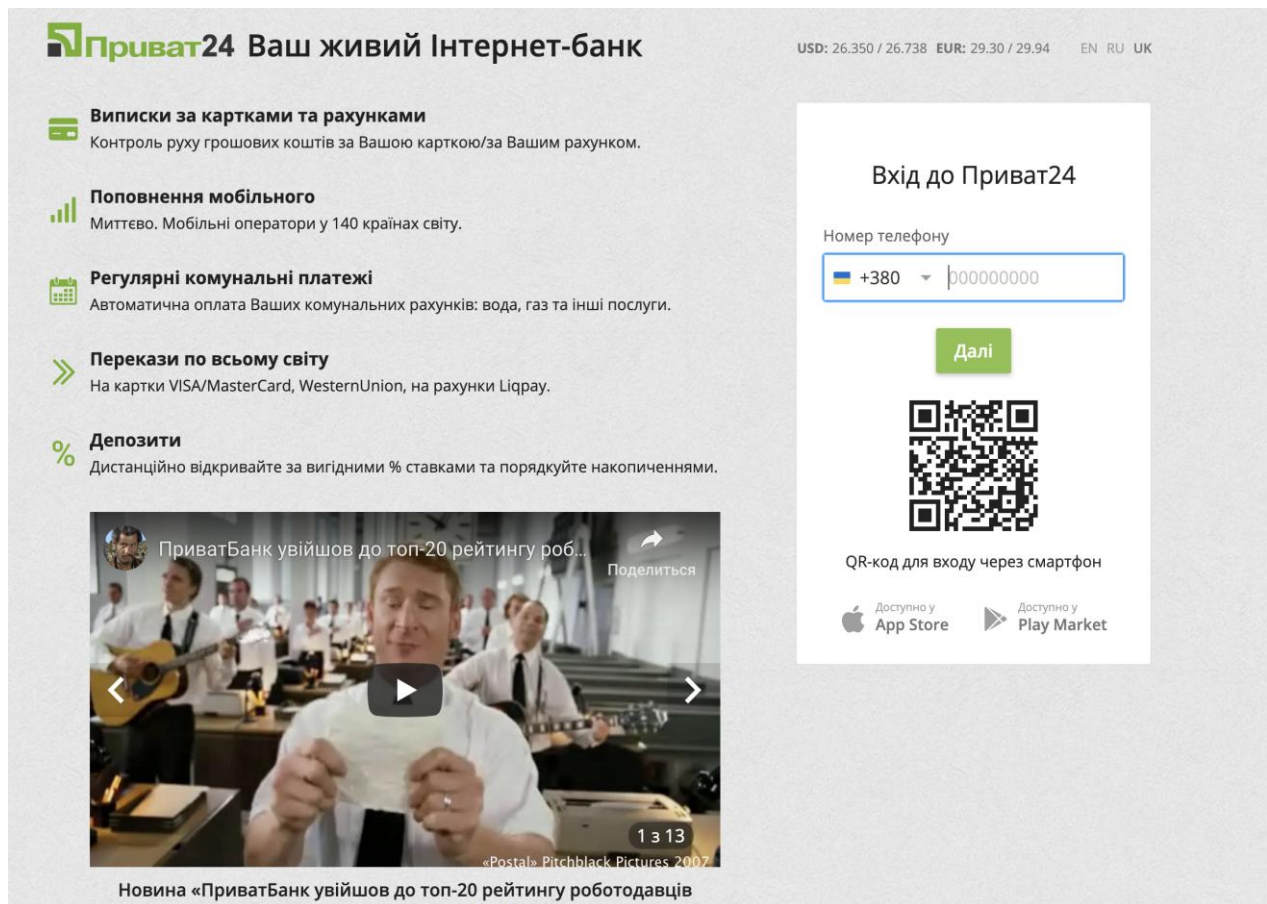 Приват24 Ваш живий Інтернет-банк
USD: 26.350 / 26.738 EUR: 29.30 / 29.94 EN RU UK
Виписки за картками та рахунками
Контроль руху грошових коштів за Вашою карткою/за Вашим рахунком.
Поповнення мобільного
Миттєво. Мобільні оператори у 140 країнах світу.
Регулярні комунальні платежі
Автоматична оплата Ваших комунальних рахунків: вода, газ та інші послуги.
Перекази по всьому світу
На картки VISA/MasterCard, WesternUnion, на рахунки Liqpay.
% Депозити
Дистанційно відкривайте за вигідними % ставками та порядкуйте накопиченнями.
ПриватБанк увійшов до топ-20 рейтингу роб...
Поделиться
1 з 13
«Postal» Pitchblack Pictures 2007
Новина «ПриватБанк увійшов до топ-20 рейтингу роботодавців
Вхід до Приват24
Номер телефону
+380 000000000
Далі
QR-код для входу через смартфон
Доступно у
App Store
Доступно у
Play Market